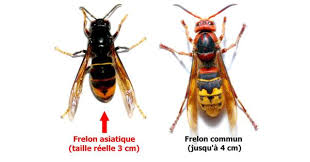 Frelon asiatique
(taille réelle 3 cm)
Frelon commun
(jusqu'à 4 cm)